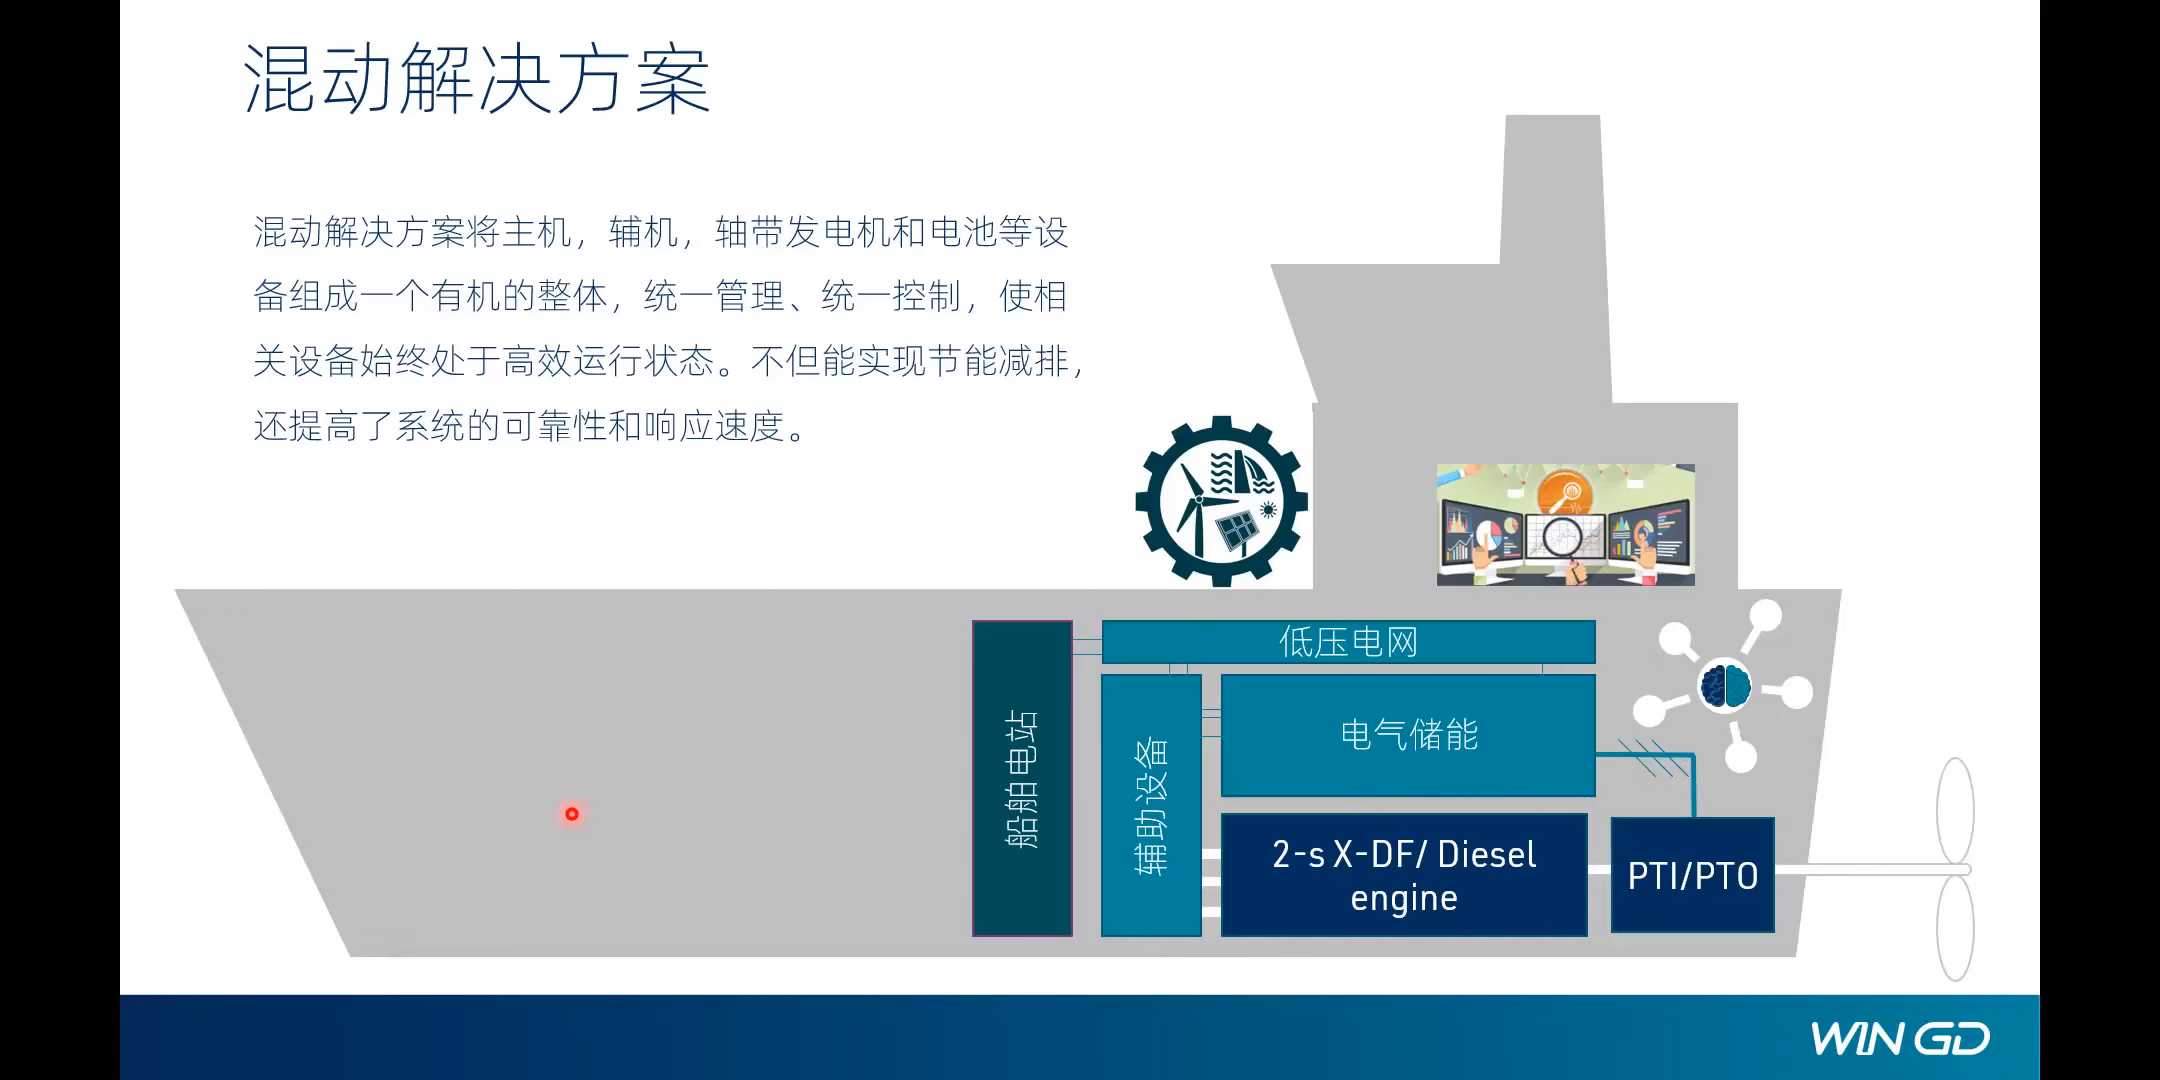 混动解决方案
混动解决方案将主机，辅机，轴带发电机和电池等设
备组成一个有机的整体，统一管理、统一控制，使相
关设备始终处于高效运行状态。不但能实现节能减排，
还提高了系统的可靠性和响应速度。
低压电网
船舶电站
辅助设备
电气储能
2-s X-DF/ Diesel
engine
PTI/PTO
WIN GD